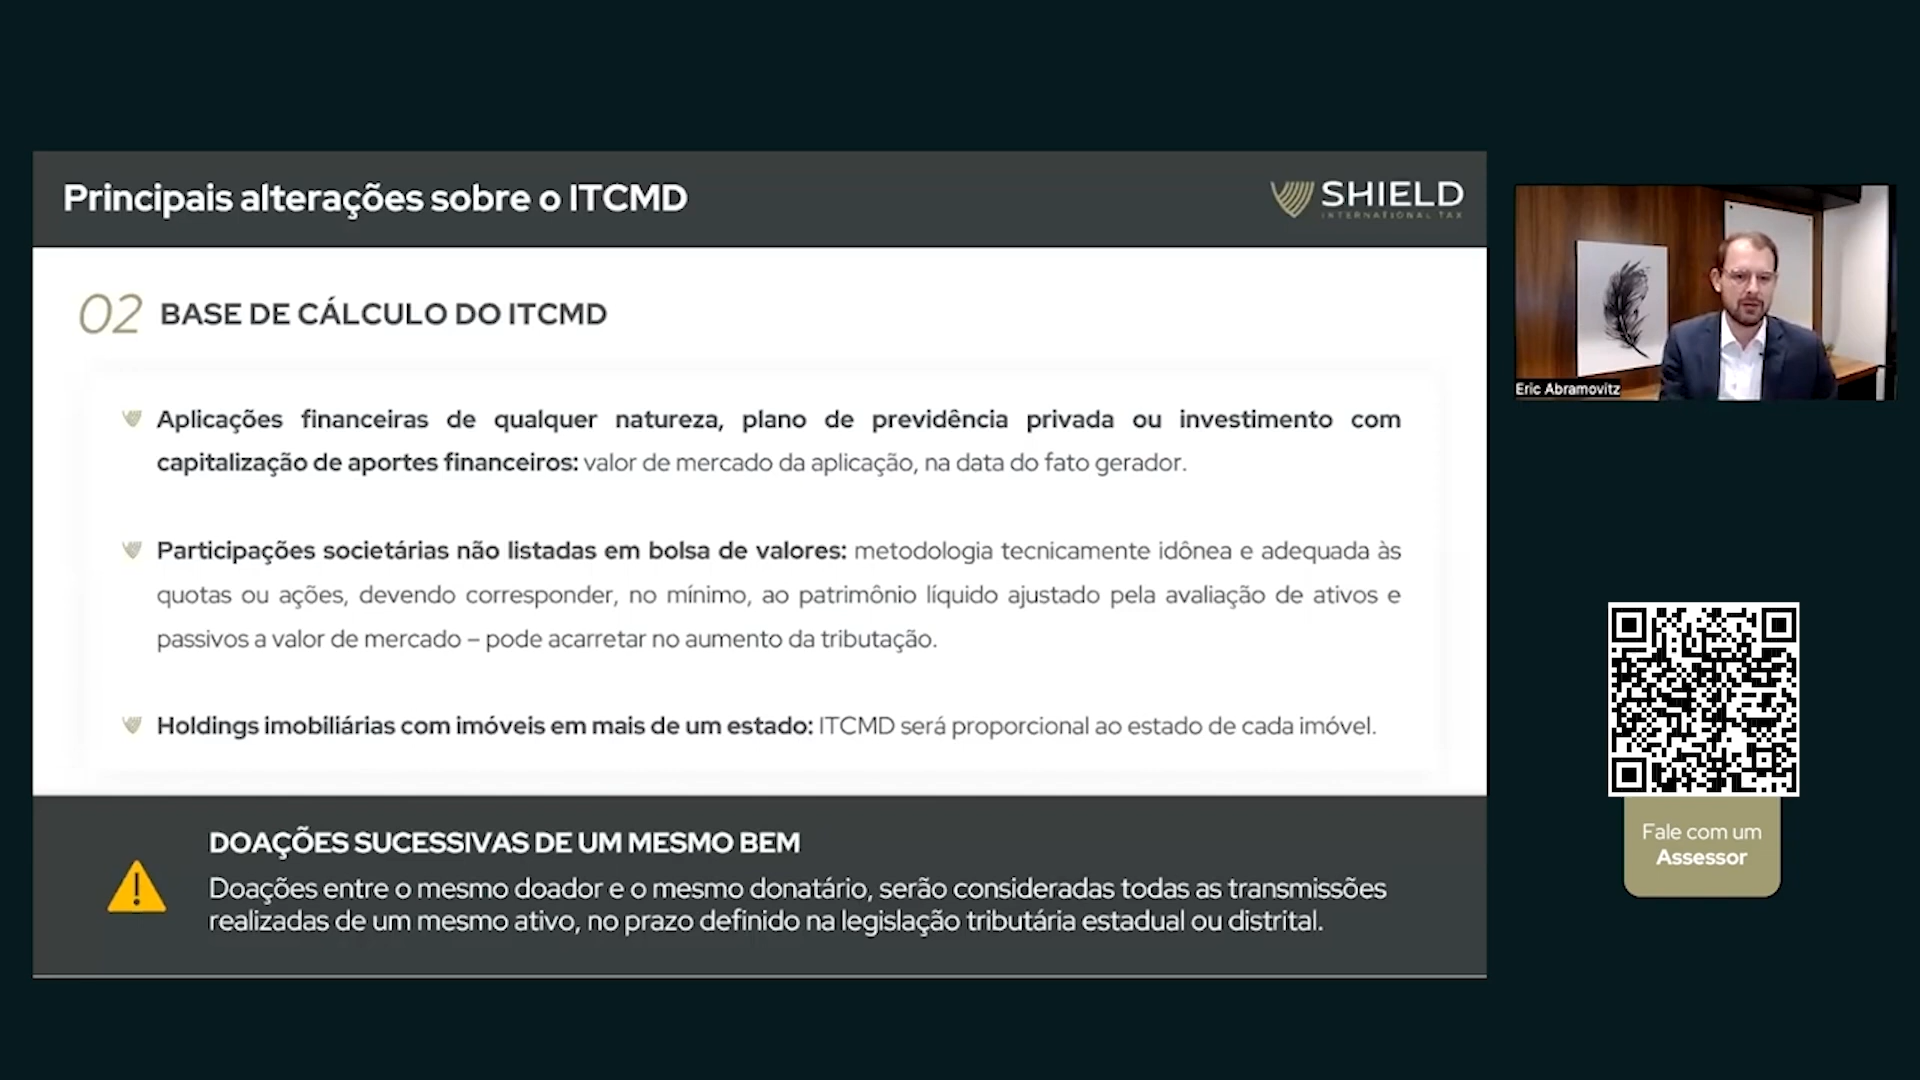 Principais alterações sobre o ITCMD
SHIELD
INTERNATIONAL TAX
02 BASE DE CÁLCULO DO ITCMD
Aplicações financeiras de qualquer natureza, plano de previdência privada ou investimento com
capitalização de aportes financeiros: valor de mercado da aplicação, na data do fato gerador.
Participações societárias não listadas em bolsa de valores: metodologia tecnicamente idônea e adequada às
quotas ou ações, devendo corresponder, no mínimo, ao patrimônio líquido ajustado pela avaliação de ativos e
passivos a valor de mercado – pode acarretar no aumento da tributação.
Holdings imobiliárias com imóveis em mais de um estado: ITCMD será proporcional ao estado de cada imóvel.
DOAÇÕES SUCESSIVAS DE UM MESMO BEM
Doações entre o mesmo doador e o mesmo donatário, serão consideradas todas as transmissões
realizadas de um mesmo ativo, no prazo definido na legislação tributária estadual ou distrital.
Eric Abramovitz
Fale com um
Assessor